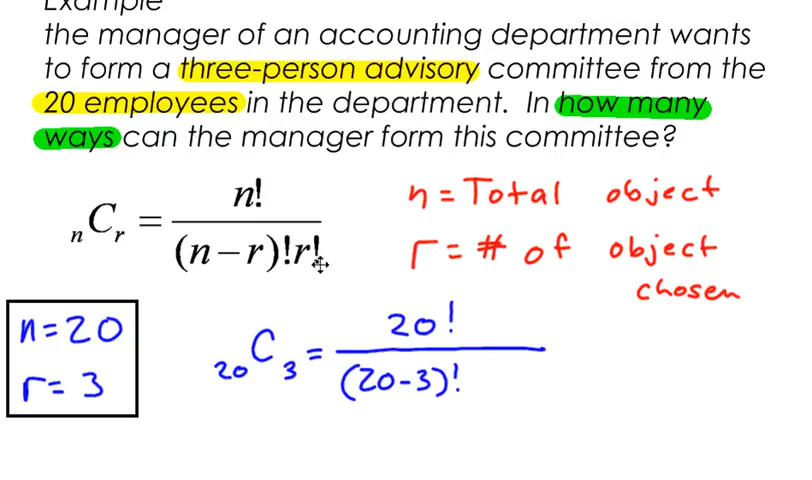 Example
the manager of an accounting department wants
to form a three-person advisory committee from the
20 employees in the department. In how many
ways can the manager form this committee?
nCr = n! / (n−r)!r!
n = Total object
r = # of object
chosen
n=20
r= 3
20C3 = 20! / (20-3)!